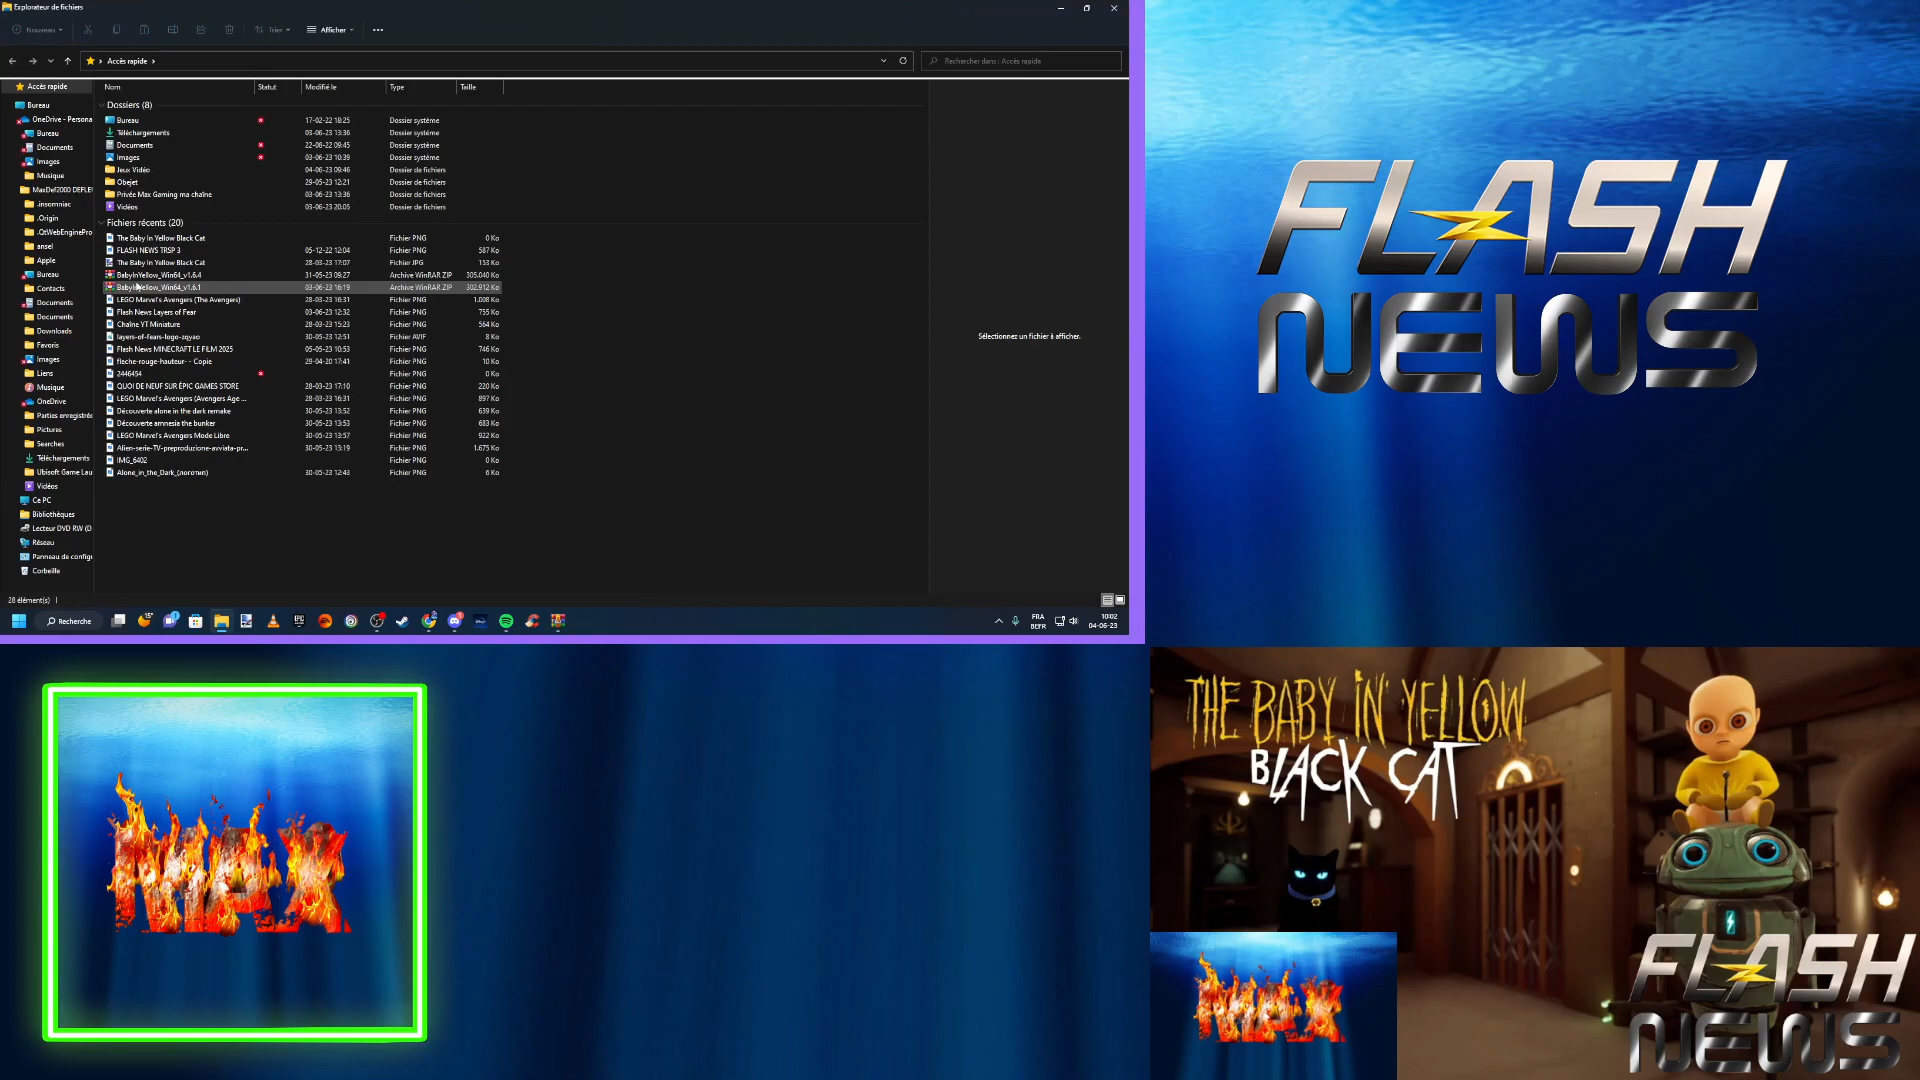 Explorateur de fichiers
Nouveau
Trier
Afficher
Accès rapide
Rechercher dans : Accès rapide
Accès rapide
Bureau
OneDrive - Persona
Bureau
Documents
Images
Musique
MaxDef2000 DEFLE
.insomniac
.Origin
.QtWebEnginePro
ansel
Apple
Bureau
Contacts
Documents
Documents
Downloads
Favoris
Images
Liens
Musique
OneDrive
Parties enregistrée
Pictures
Searches
Téléchargements
Ubisoft Game Lau
Vidéos
Ce PC
Bibliothèques
Lecteur DVD RW (D
Réseau
Panneau de configu
Corbeille
Nom Statut Modifié le Type Taille
Dossiers (8)
Bureau 17-02-22 18:25 Dossier système
Téléchargements 03-06-23 13:36 Dossier système
Documents 22-08-22 09:45 Dossier système
Images 03-06-23 10:39 Dossier système
Jeux Vidéo 04-06-23 09:46 Dossier de fichiers
Obejet 29-05-23 12:21 Dossier de fichiers
Privée Max Gaming ma chaîne 03-06-23 13:36 Dossier de fichiers
Vidéos 03-06-23 20:05 Dossier de fichiers
Fichiers récents (20)
The Baby In Yellow Black Cat Fichier PNG 0 Ko
FLASH NEWS TRSP 3 05-12-22 12:04 Fichier PNG 587 Ko
The Baby In Yellow Black Cat 28-03-23 17:07 Fichier JPG 153 Ko
BabyInYellow_Win64_v1.6.4 31-05-23 09:27 Archive WinRAR ZIP 305.040 Ko
BabyInYellow_Win64_v1.6.1 03-06-23 16:19 Archive WinRAR ZIP 302.912 Ko
LEGO Marvel's Avengers (The Avengers) 28-03-23 16:31 Fichier PNG 1.008 Ko
Flash News Layers of Fear 03-06-23 12:32 Fichier PNG 755 Ko
Chaîne YT Miniature 28-03-23 15:23 Fichier PNG 564 Ko
layers-of-fears-logo-zqyao 30-05-23 12:51 Fichier AVIF 8 Ko
Flash News MINECRAFT LE FILM 2025 05-05-23 10:53 Fichier PNG 746 Ko
fleche-rouge-hauteur- - Copie 29-04-20 17:41 Fichier PNG 10 Ko
2446454 Fichier PNG 0 Ko
QUOI DE NEUF SUR ÉPIC GAMES STORE 28-03-23 17:10 Fichier PNG 220 Ko
LEGO Marvel's Avengers (Avengers Age ... 28-03-23 16:31 Fichier PNG 897 Ko
Découverte alone in the dark remake 30-05-23 13:52 Fichier PNG 639 Ko
Découverte amnesia the bunker 30-05-23 13:53 Fichier PNG 683 Ko
LEGO Marvel's Avengers Mode Libre 30-05-23 13:57 Fichier PNG 922 Ko
Alien-serie-TV-preproduzione-avviata-pr... 30-05-23 13:19 Fichier PNG 1.675 Ko
IMG_6402 Fichier PNG 0 Ko
Alone_in_the_Dark_(логотип) 30-05-23 12:43 Fichier PNG 6 Ko
Sélectionnez un fichier à afficher.
28 élément(s)
Recherche
FRA
BEFR
10:02
04-06-23
FLASH
NEWS
MAX
THE BABY IN YELLOW
BLACK CAT
MAX
FLASH
NEWS